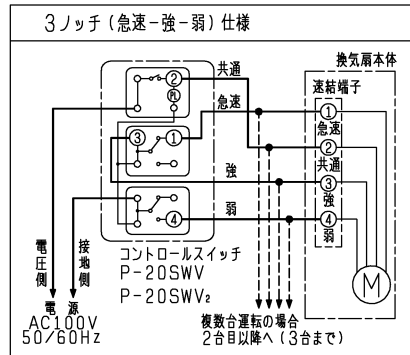 3ノッチ(急速-強-弱)仕様
換気扇本体
共通
速結端子
②
PL
急速
①
急速
③
①
②
共通
強
③
強
④
弱
④
弱
コントロールスイッチ
P-20SWV
P-20SWV₂
M
電圧側
接地側
電源
AC100V
50/60Hz
複数台運転の場合
2台目以降へ(3台まで)